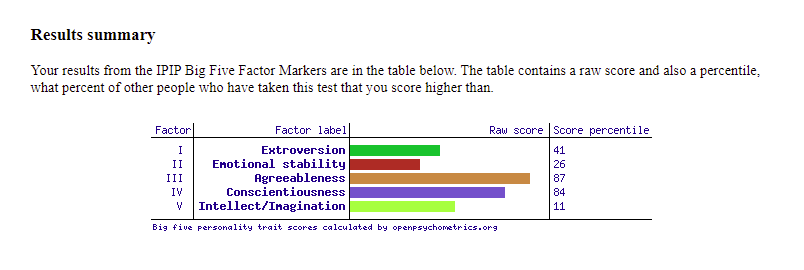 Results summary
Your results from the IPIP Big Five Factor Markers are in the table below. The table contains a raw score and also a percentile,
what percent of other people who have taken this test that you score higher than.
Factor Factor label Raw score Score percentile
I Extroversion 41
II Emotional stability 26
III Agreeableness 87
IV Conscientiousness 84
V Intellect/Imagination 11
Big five personality trait scores calculated by openpsychometrics.org